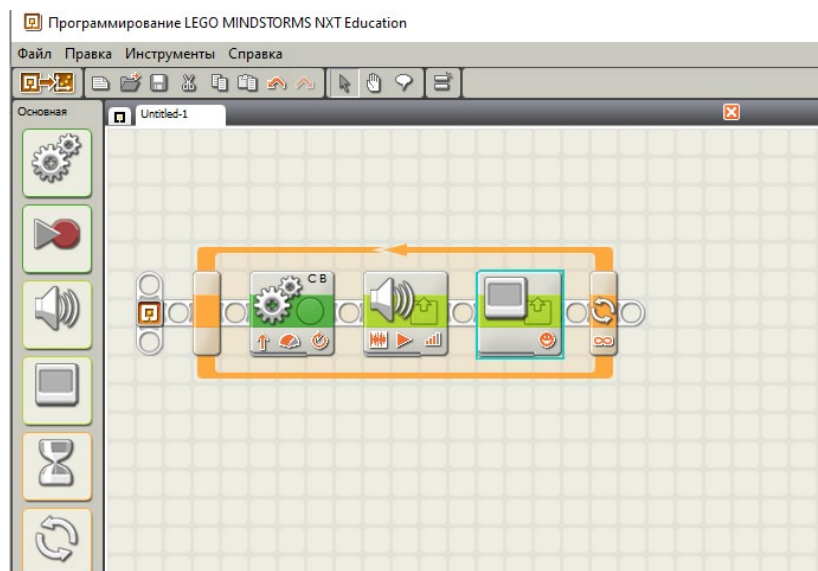 Программирование LEGO MINDSTORMS NXT Education
Файл Правка Инструменты Справка
Основная
Untitled-1
C B